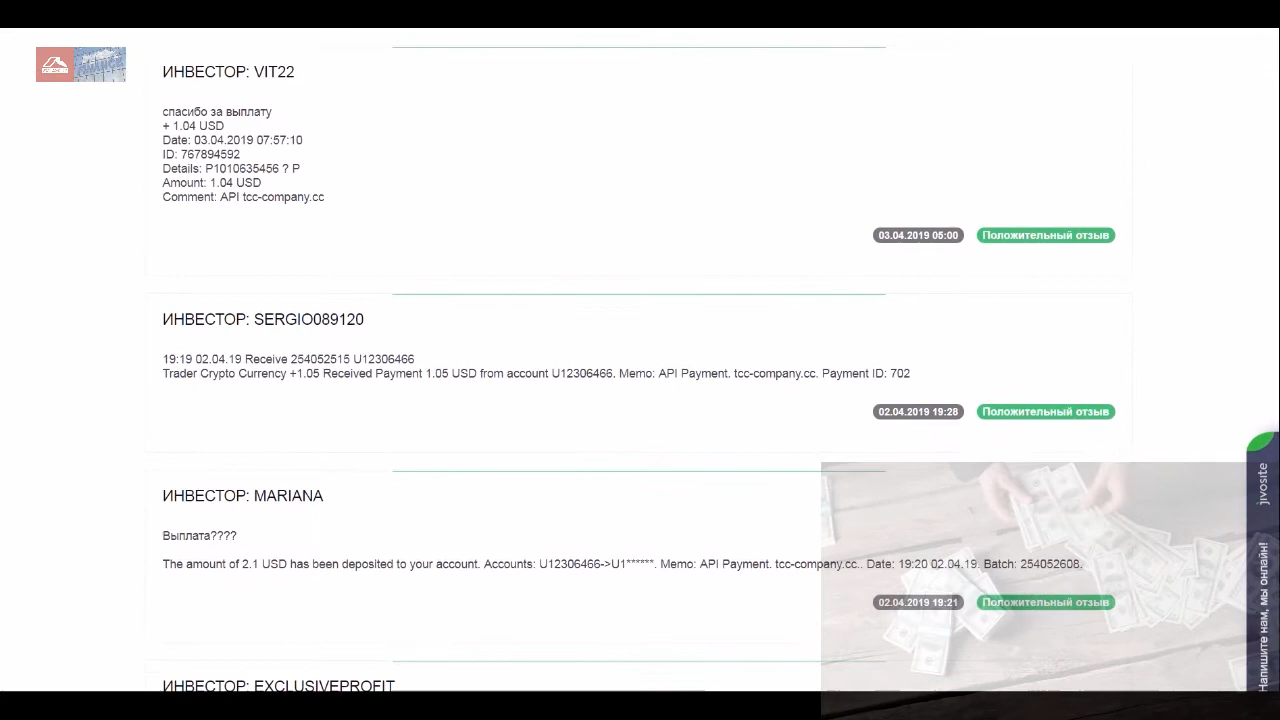 ИНВЕСТОР: VIT22
спасибо за выплату
+ 1.04 USD
Date: 03.04.2019 07:57:10
ID: 767894592
Details: P1010635456 ? P
Amount: 1.04 USD
Comment: API tcc-company.cc
03.04.2019 05:00 Положительный отзыв
ИНВЕСТОР: SERGIO089120
19:19 02.04.19 Receive 254052515 U12306466
Trader Crypto Currency +1.05 Received Payment 1.05 USD from account U12306466. Memo: API Payment. tcc-company.cc. Payment ID: 702
02.04.2019 19:28 Положительный отзыв
ИНВЕСТОР: MARIANA
Выплата????
The amount of 2.1 USD has been deposited to your account. Accounts: U12306466->U1******. Memo: API Payment. tcc-company.cc.. Date: 19:20 02.04.19. Batch: 254052608.
02.04.2019 19:21 Положительный отзыв
ИНВЕСТОР: EXCLUSIVEPROFIT
jivosite
Напишите нам, мы онлайн!